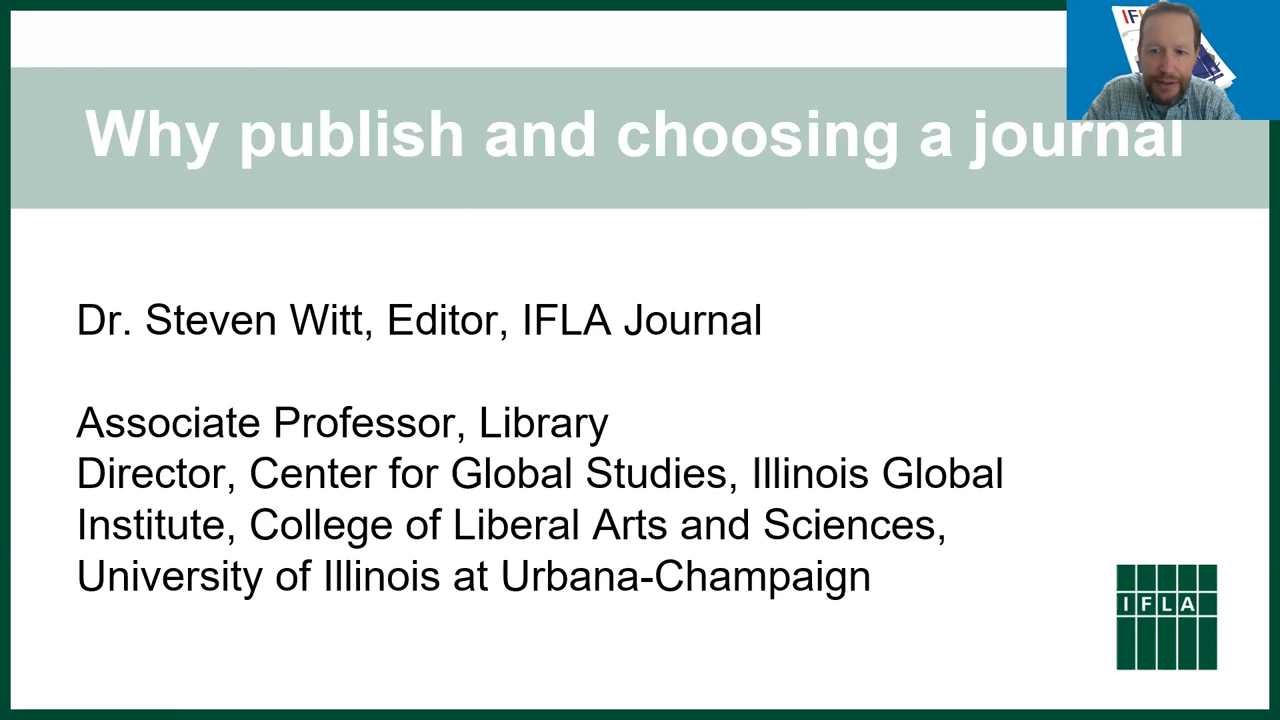 IF
Why publish and choosing a journal
Dr. Steven Witt, Editor, IFLA Journal
Associate Professor, Library
Director, Center for Global Studies, Illinois Global
Institute, College of Liberal Arts and Sciences,
University of Illinois at Urbana-Champaign
IFLA